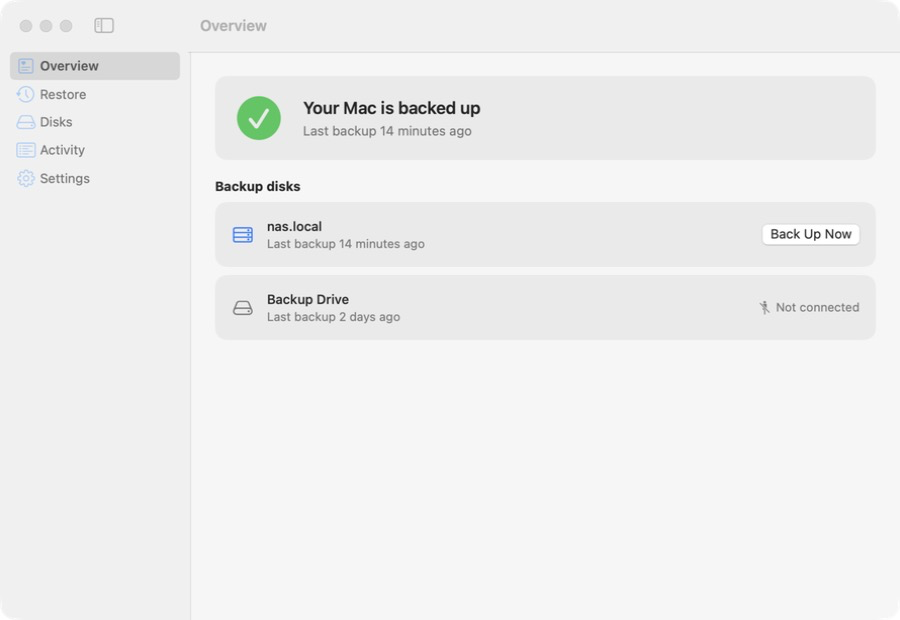 Overview
Overview
Restore
Disks
Activity
Settings
Your Mac is backed up
Last backup 14 minutes ago
Backup disks
nas.local
Last backup 14 minutes ago
Back Up Now
Backup Drive
Last backup 2 days ago
Not connected